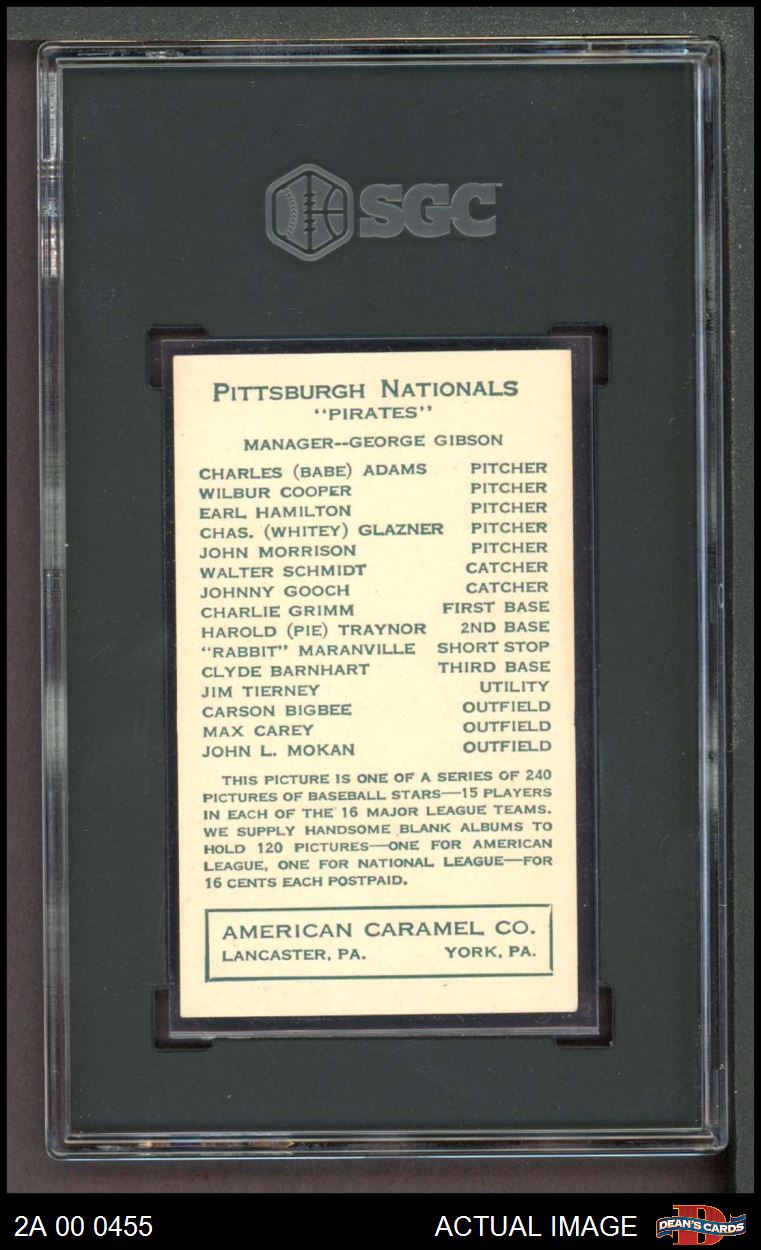 SGC
PITTSBURGH NATIONALS
"PIRATES"
MANAGER--GEORGE GIBSON
CHARLES (BABE) ADAMS PITCHER
WILBUR COOPER PITCHER
EARL HAMILTON PITCHER
CHAS. (WHITEY) GLAZNER PITCHER
JOHN MORRISON PITCHER
WALTER SCHMIDT CATCHER
JOHNNY GOOCH CATCHER
CHARLIE GRIMM FIRST BASE
HAROLD (PIE) TRAYNOR 2ND BASE
"RABBIT" MARANVILLE SHORT STOP
CLYDE BARNHART THIRD BASE
JIM TIERNEY UTILITY
CARSON BIGBEE OUTFIELD
MAX CAREY OUTFIELD
JOHN L. MOKAN OUTFIELD
THIS PICTURE IS ONE OF A SERIES OF 240
PICTURES OF BASEBALL STARS—15 PLAYERS
IN EACH OF THE 16 MAJOR LEAGUE TEAMS.
WE SUPPLY HANDSOME BLANK ALBUMS TO
HOLD 120 PICTURES—ONE FOR AMERICAN
LEAGUE, ONE FOR NATIONAL LEAGUE—FOR
16 CENTS EACH POSTPAID.
AMERICAN CARAMEL CO.
LANCASTER, PA. YORK, PA.
2A 00 0455 ACTUAL IMAGE DEAN'S CARDS